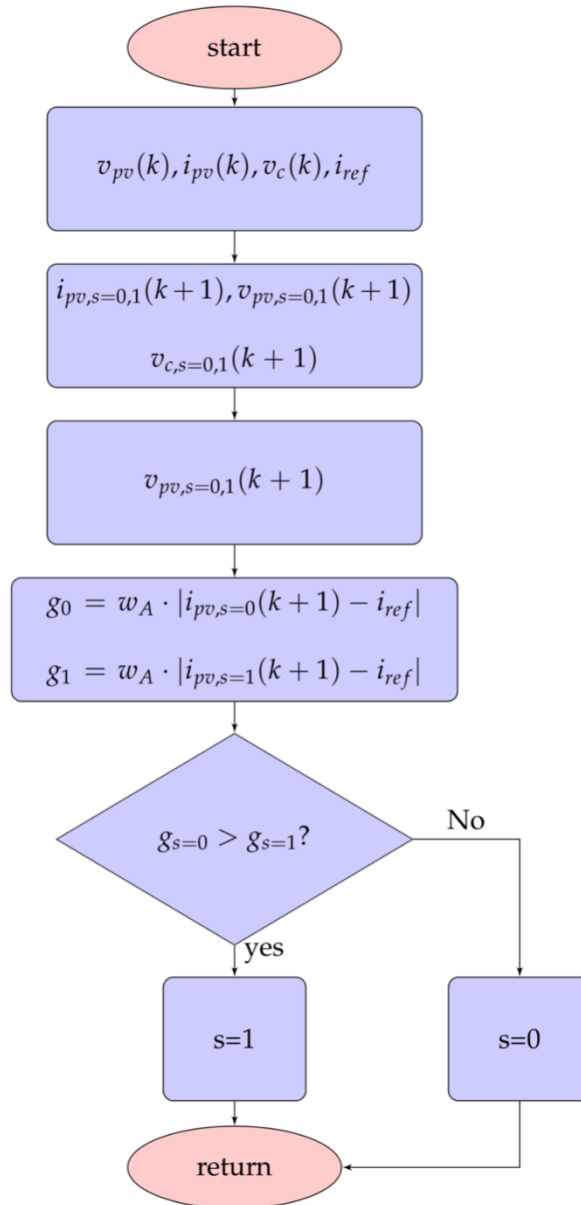 start
v_{pv}(k), i_{pv}(k), v_c(k), i_{ref}
i_{pv,s=0,1}(k+1), v_{pv,s=0,1}(k+1)
v_{c,s=0,1}(k+1)
v_{pv,s=0,1}(k+1)
g_0 = w_A · |i_{pv,s=0}(k+1) − i_{ref}|
g_1 = w_A · |i_{pv,s=1}(k+1) − i_{ref}|
g_{s=0} > g_{s=1}?
No
yes
s=1
s=0
return